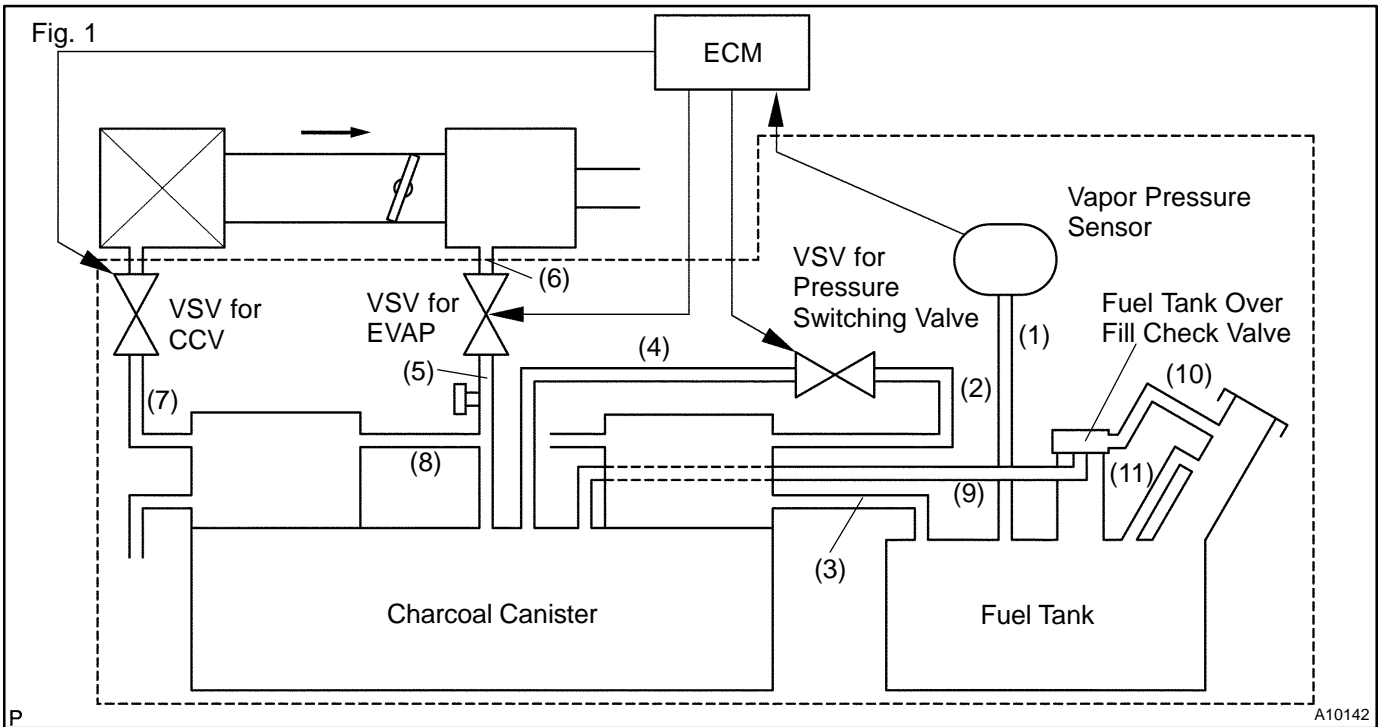 Fig. 1
ECM
Vapor Pressure
Sensor
VSV for
Pressure
Switching Valve
Fuel Tank Over
Fill Check Valve
VSV for
CCV
VSV for
EVAP
(6)
(1)
(4)
(5)
(2)
(10)
(7)
(8)
(9)
(11)
(3)
Charcoal Canister
Fuel Tank
P
A10142